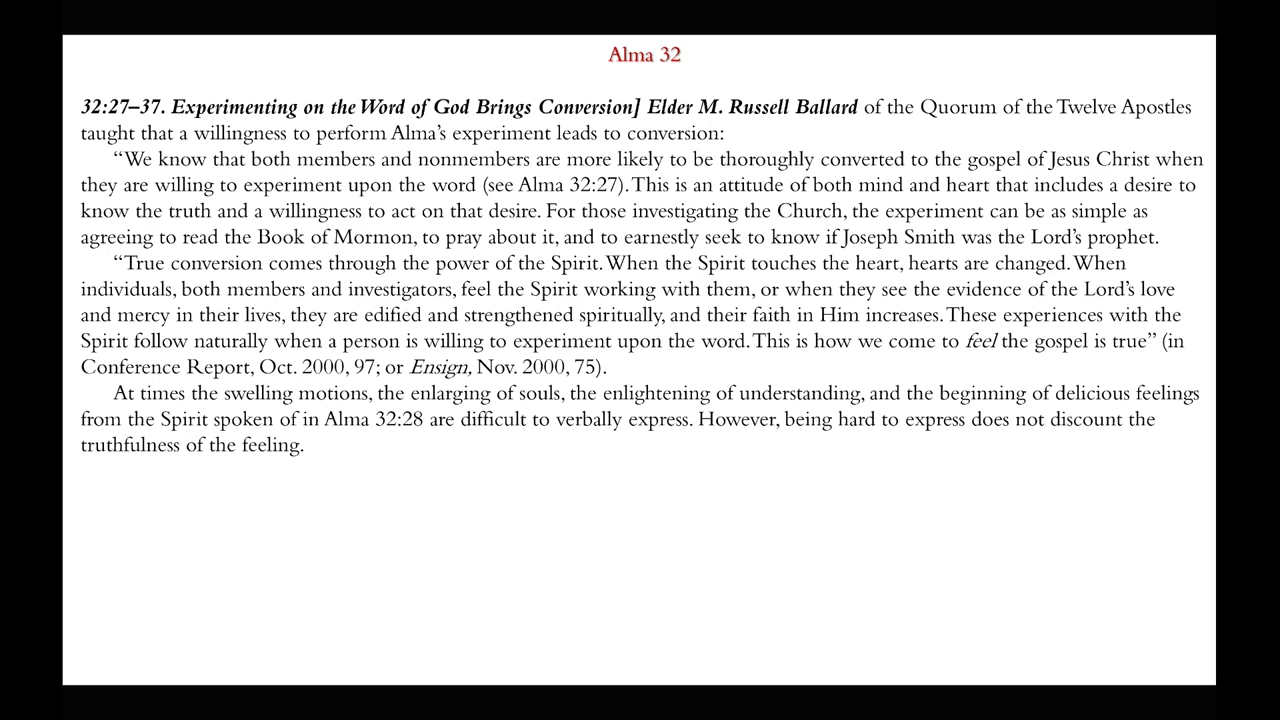 Alma 32
32:27–37. Experimenting on the Word of God Brings Conversion] Elder M. Russell Ballard of the Quorum of the Twelve Apostles
taught that a willingness to perform Alma’s experiment leads to conversion:
“We know that both members and nonmembers are more likely to be thoroughly converted to the gospel of Jesus Christ when
they are willing to experiment upon the word (see Alma 32:27). This is an attitude of both mind and heart that includes a desire to
know the truth and a willingness to act on that desire. For those investigating the Church, the experiment can be as simple as
agreeing to read the Book of Mormon, to pray about it, and to earnestly seek to know if Joseph Smith was the Lord’s prophet.
“True conversion comes through the power of the Spirit. When the Spirit touches the heart, hearts are changed. When
individuals, both members and investigators, feel the Spirit working with them, or when they see the evidence of the Lord’s love
and mercy in their lives, they are edified and strengthened spiritually, and their faith in Him increases. These experiences with the
Spirit follow naturally when a person is willing to experiment upon the word. This is how we come to feel the gospel is true” (in
Conference Report, Oct. 2000, 97; or Ensign, Nov. 2000, 75).
At times the swelling motions, the enlarging of souls, the enlightening of understanding, and the beginning of delicious feelings
from the Spirit spoken of in Alma 32:28 are difficult to verbally express. However, being hard to express does not discount the
truthfulness of the feeling.